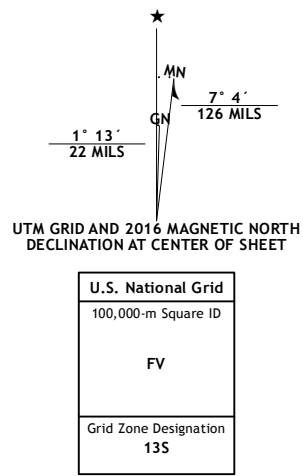 ★
MN
GN
7° 4´
126 MILS
1° 13´
22 MILS
UTM GRID AND 2016 MAGNETIC NORTH
DECLINATION AT CENTER OF SHEET
U.S. National Grid
100,000-m Square ID
FV
Grid Zone Designation
13S